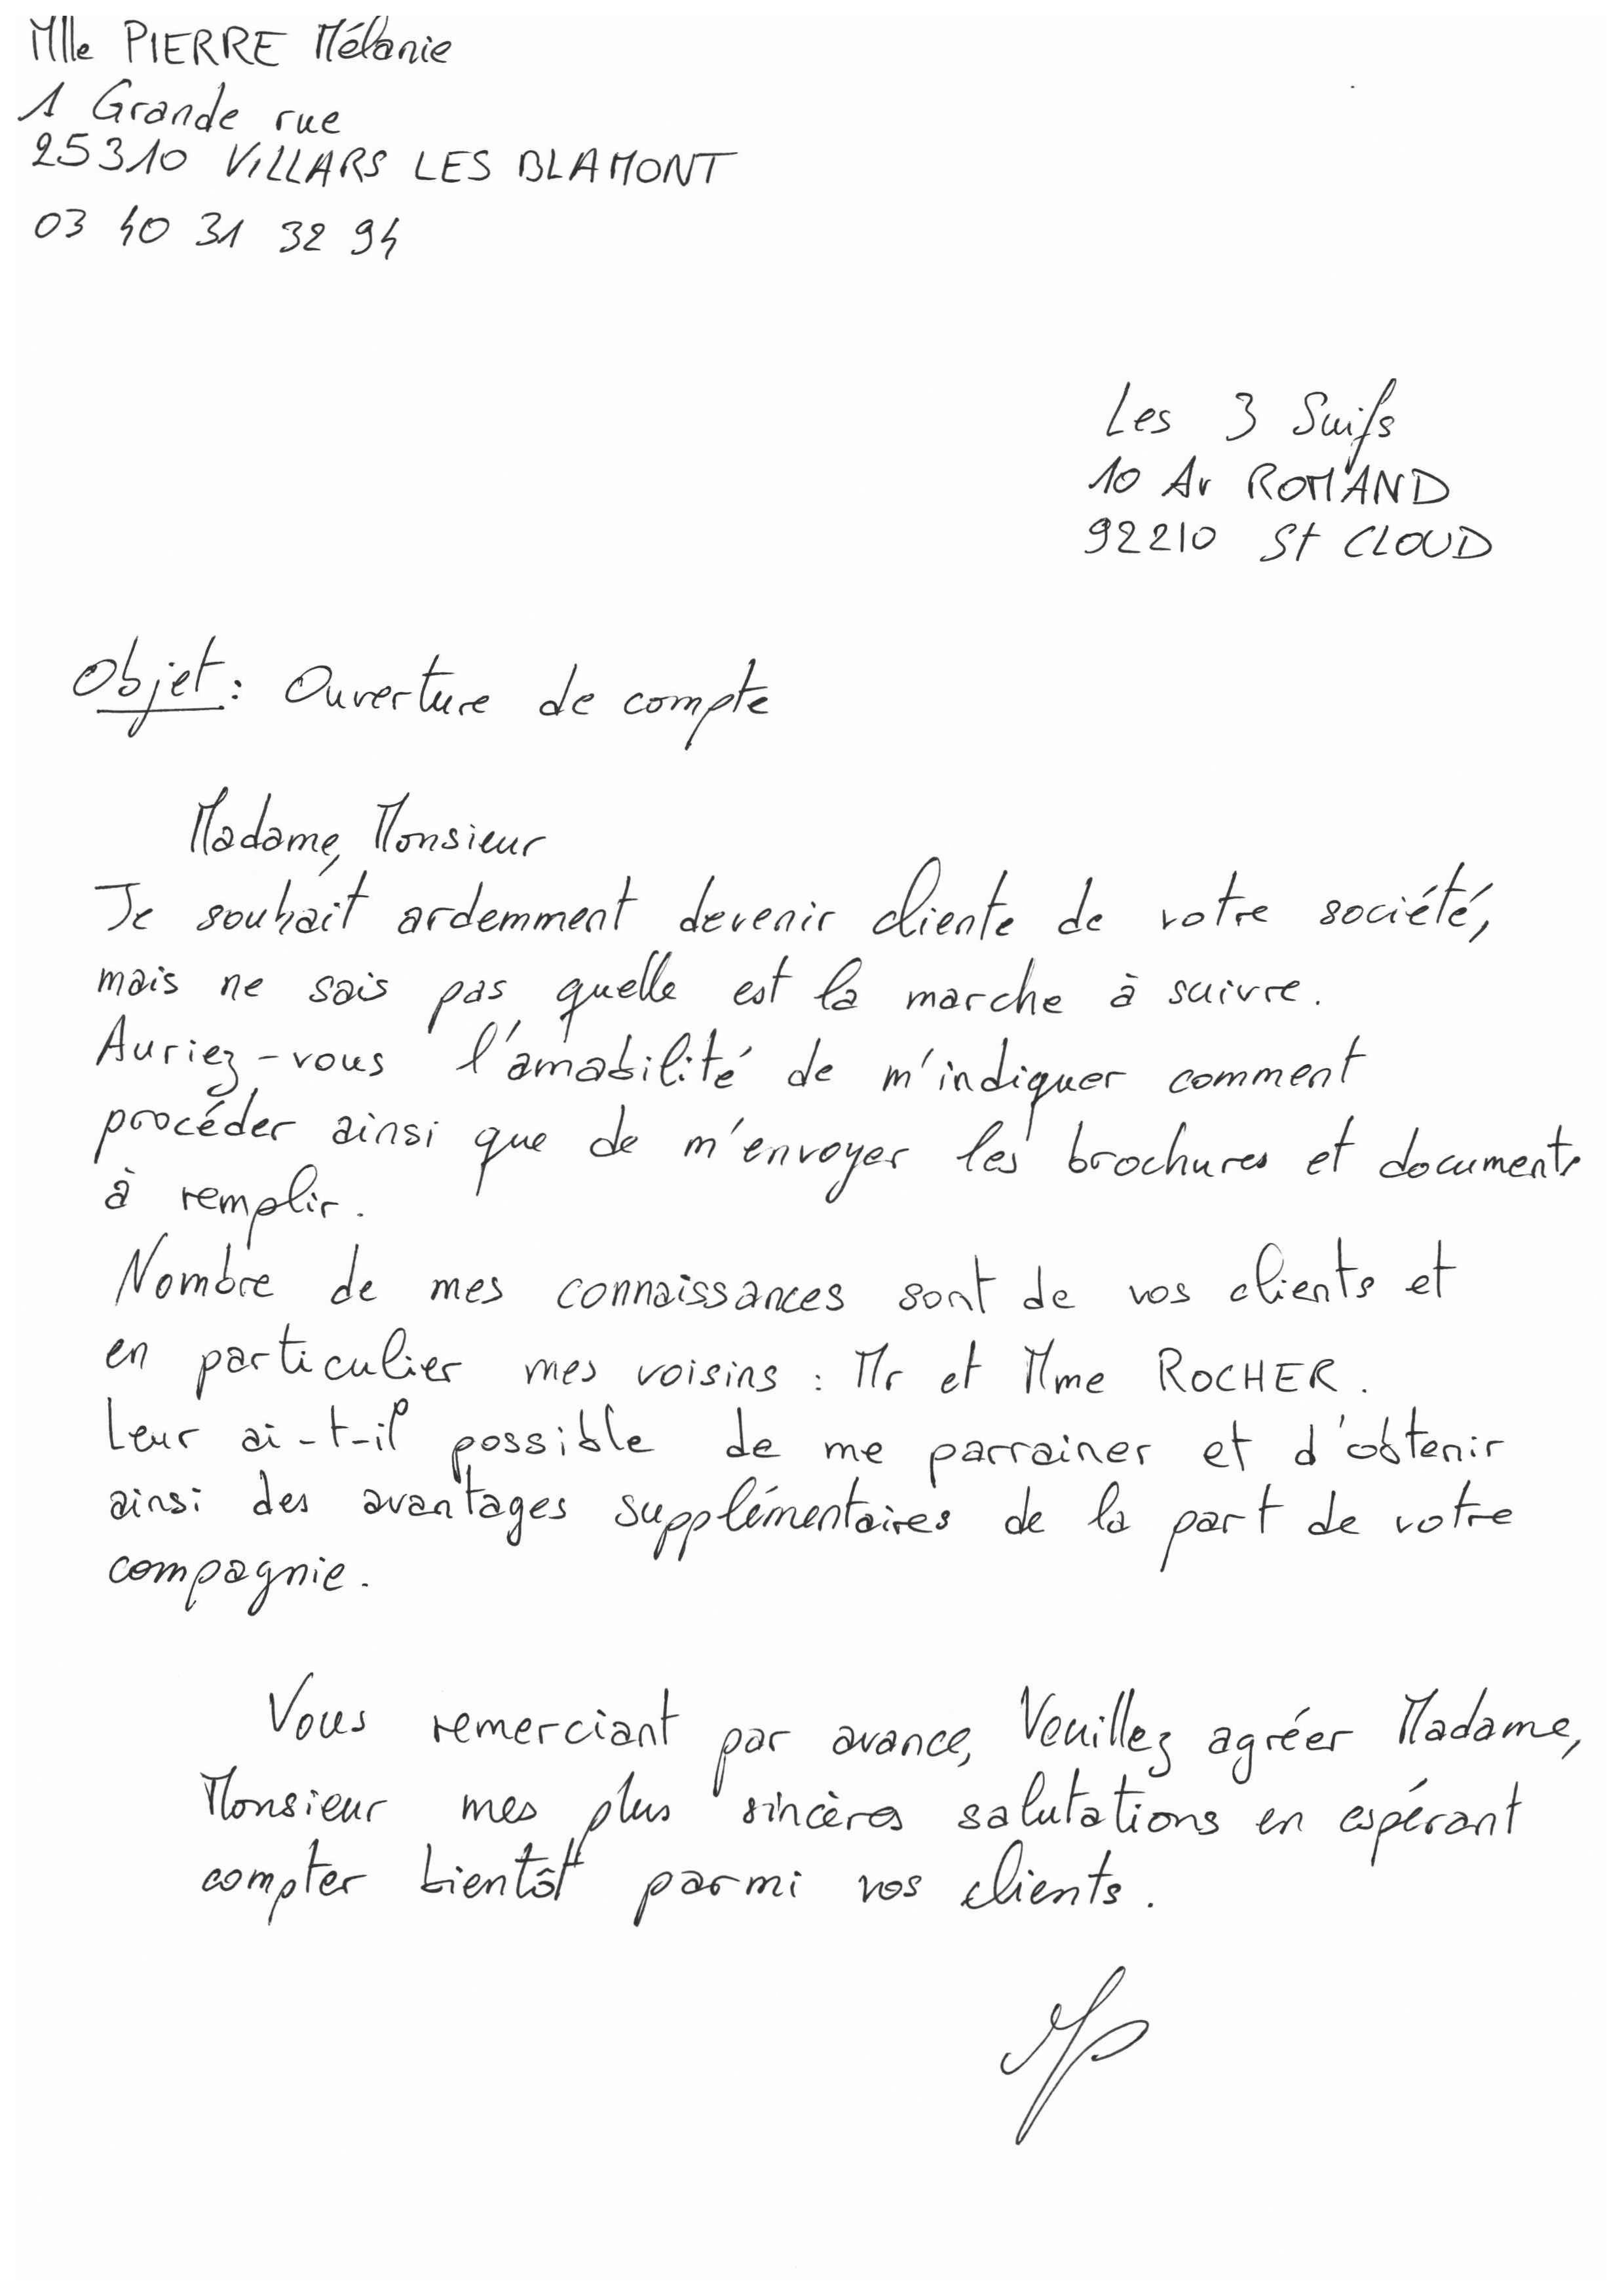 Mlle PIERRE Mélanie
1 Grande rue
25310 VILLARS LES BLAMONT
03 40 31 32 94
Les 3 Suifs
10 Av ROMAND
92210 St CLOUD
Objet : Ouverture de compte
Madame, Monsieur
Je souhait ardemment devenir cliente de votre société,
mais ne sais pas quelle est la marche à suivre.
Auriez-vous l'amabilité de m'indiquer comment
procéder ainsi que de m'envoyer les brochures et documents
à remplir.
Nombre de mes connaissances sont de vos clients et
en particulier mes voisins : Mr et Mme ROCHER.
Leur ai-t-il possible de me parrainer et d'obtenir
ainsi des avantages supplémentaires de la part de votre
compagnie.
Vous remerciant par avance, Veuillez agréer Madame,
Monsieur mes plus sincères salutations en espérant
compter bientôt parmi vos clients.
MP